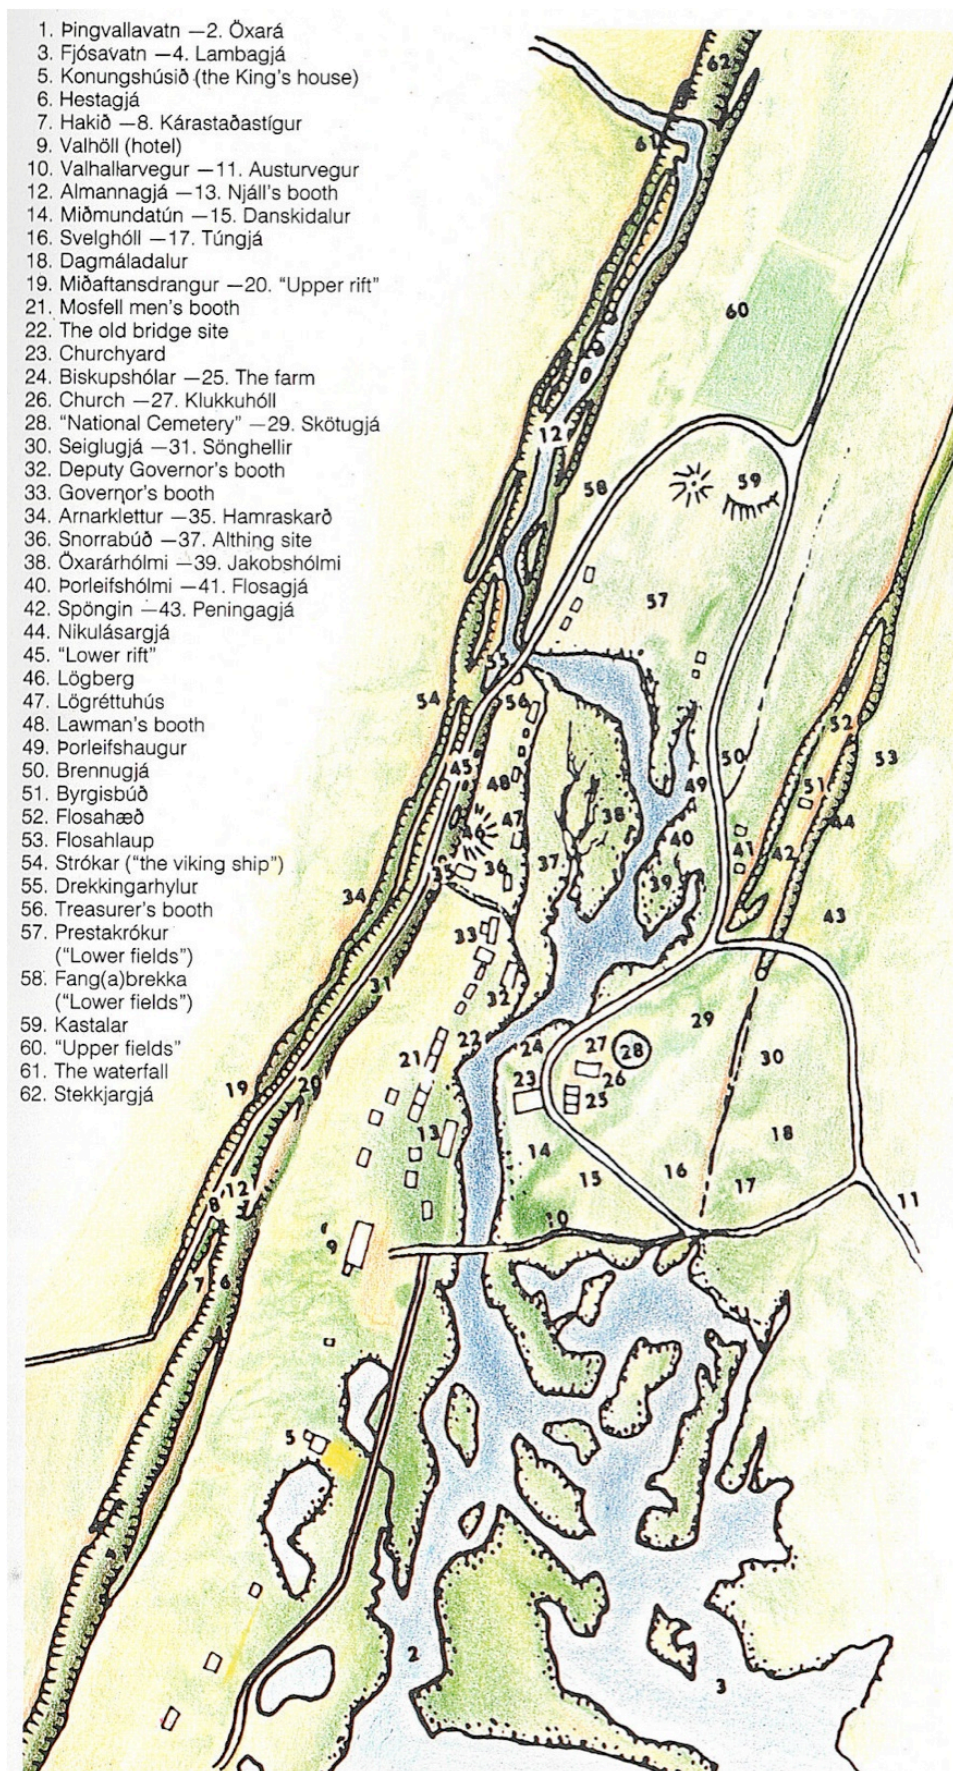 1. Þingvallavatn —2. Öxará
3. Fjósavatn —4. Lambagjá
5. Konungshúsið (the King's house)
6. Hestagjá
7. Hakið —8. Kárastaðastígur
9. Valhöll (hotel)
10. Valhallarvegur —11. Austurvegur
12. Almannagjá —13. Njáll's booth
14. Miðmundatún —15. Danskidalur
16. Svelghóll —17. Túngjá
18. Dagmáladalur
19. Miðaftansdrangur —20. "Upper rift"
21. Mosfell men's booth
22. The old bridge site
23. Churchyard
24. Biskupshólar —25. The farm
26. Church —27. Klukkuhóll
28. "National Cemetery" —29. Skötugjá
30. Seiglugjá —31. Sönghellir
32. Deputy Governor's booth
33. Governor's booth
34. Arnarklettur —35. Hamraskarð
36. Snorrabúð —37. Althing site
38. Öxarárhólmi —39. Jakobshólmi
40. Þorleifshólmi —41. Flosagjá
42. Spöngin —43. Peningagjá
44. Nikulásargjá
45. "Lower rift"
46. Lögberg
47. Lögréttuhús
48. Lawman's booth
49. Þorleifshaugur
50. Brennugjá
51. Byrgisbúð
52. Flosahæð
53. Flosahlaup
54. Strókar ("the viking ship")
55. Drekkingarhylur
56. Treasurer's booth
57. Prestakrókur
("Lower fields")
58. Fang(a)brekka
("Lower fields")
59. Kastalar
60. "Upper fields"
61. The waterfall
62. Stekkjargjá
62
61
60
12
59
58
57
55
56
54
52
53
50
45
51
48
49
44
47
46
38
40
41
42
35
36
37
39
34
43
33
31
32
29
22
24
27
28
30
21
26
19
20
23
25
13
18
14
15
16
17
12
8
11
10
9
7
6
5
2
3